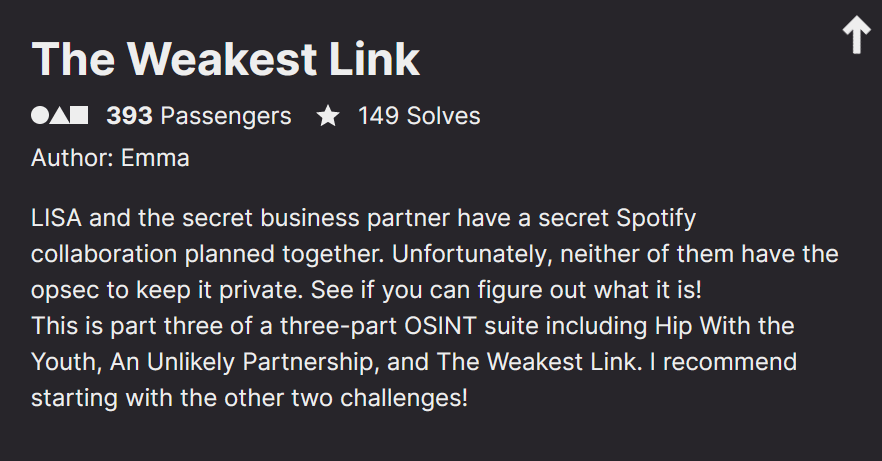 The Weakest Link
393 Passengers 149 Solves
Author: Emma
LISA and the secret business partner have a secret Spotify
collaboration planned together. Unfortunately, neither of them have the
opsec to keep it private. See if you can figure out what it is!
This is part three of a three-part OSINT suite including Hip With the
Youth, An Unlikely Partnership, and The Weakest Link. I recommend
starting with the other two challenges!